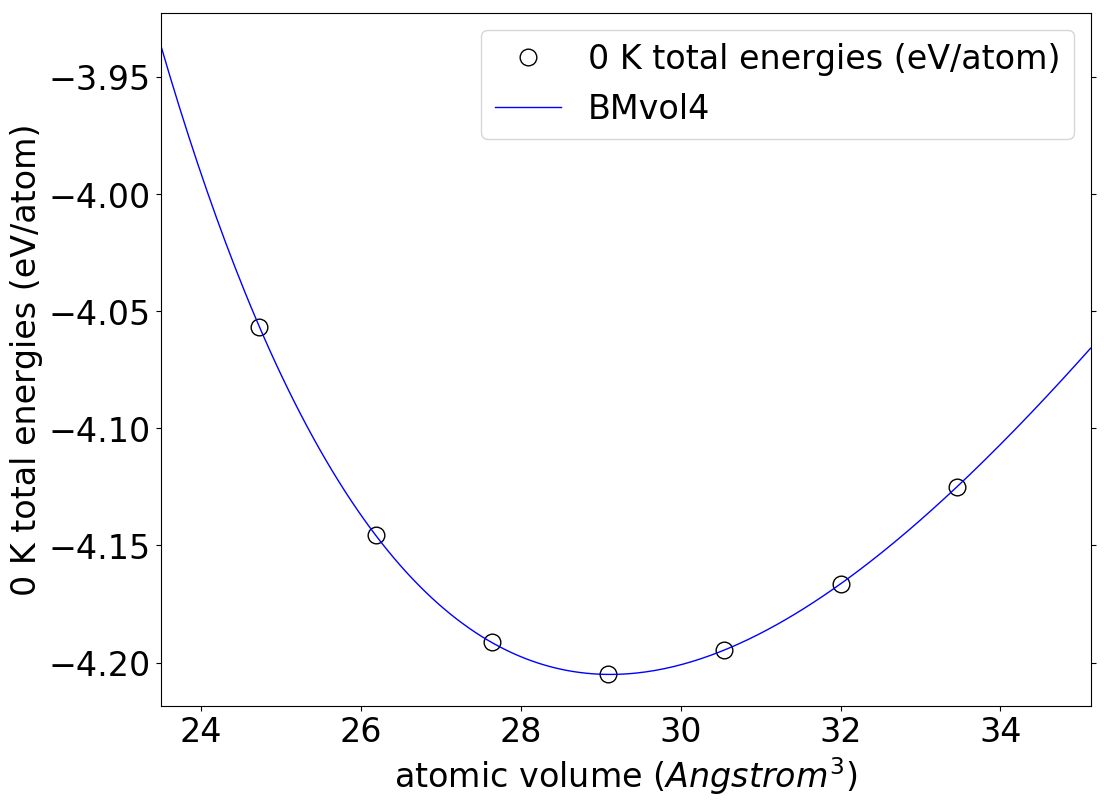 0 K total energies (eV/atom)
BMvol4
0 K total energies (eV/atom)
−3.95
−4.00
−4.05
−4.10
−4.15
−4.20
24 26 28 30 32 34
atomic volume (Angstrom³)